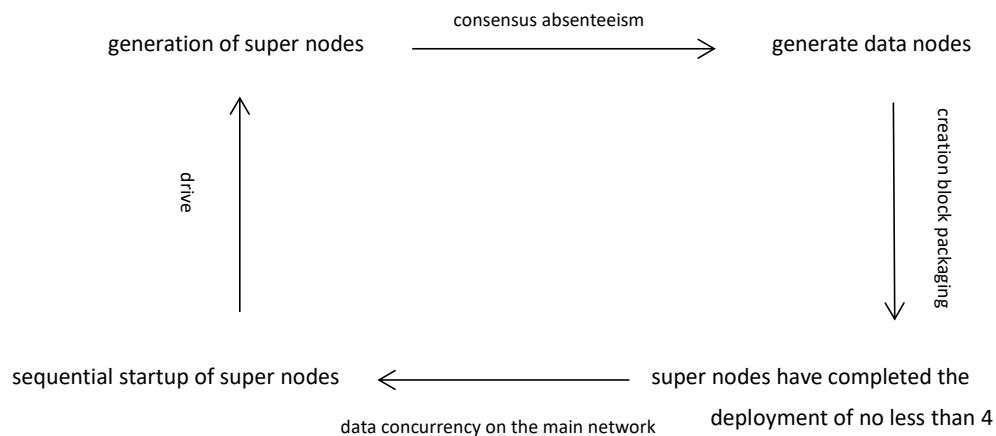 consensus absenteeism
generation of super nodes
generate data nodes
creation block packaging
drive
sequential startup of super nodes
super nodes have completed the
deployment of no less than 4
data concurrency on the main network